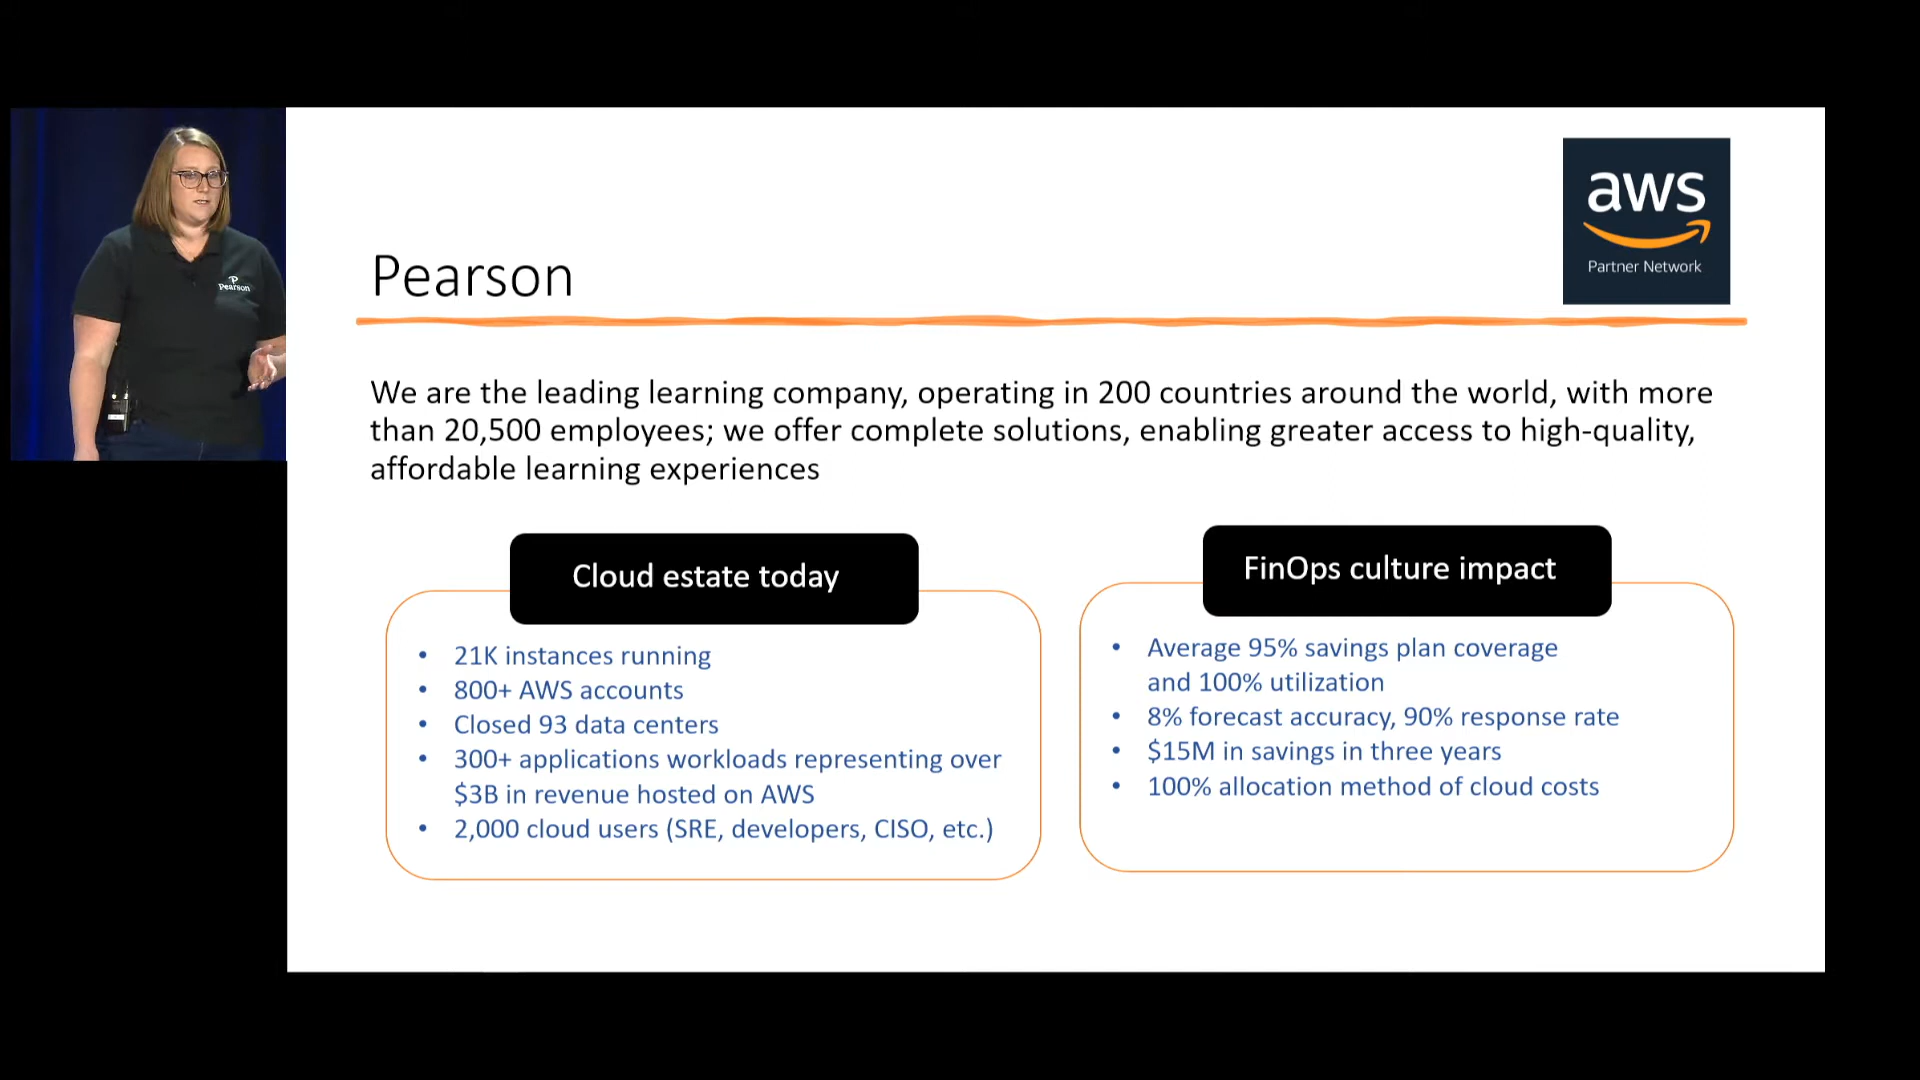 aws
Partner Network
Pearson
Pearson
We are the leading learning company, operating in 200 countries around the world, with more
than 20,500 employees; we offer complete solutions, enabling greater access to high-quality,
affordable learning experiences
Cloud estate today
• 21K instances running
• 800+ AWS accounts
• Closed 93 data centers
• 300+ applications workloads representing over
$3B in revenue hosted on AWS
• 2,000 cloud users (SRE, developers, CISO, etc.)
FinOps culture impact
• Average 95% savings plan coverage
and 100% utilization
• 8% forecast accuracy, 90% response rate
• $15M in savings in three years
• 100% allocation method of cloud costs